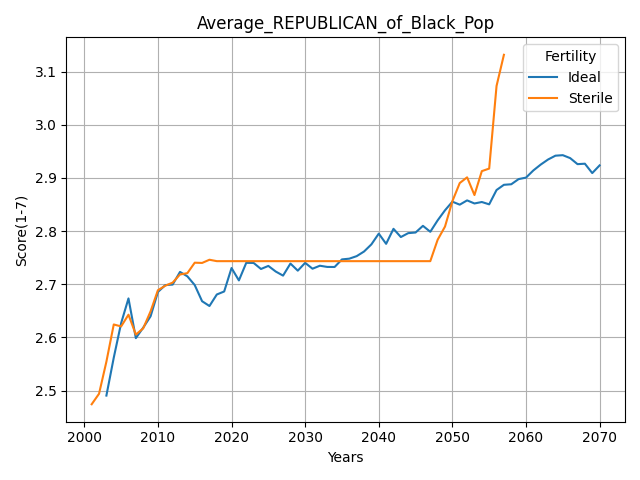 Average_REPUBLICAN_of_Black_Pop
Score(1-7)
3.1
3.0
2.9
2.8
2.7
2.6
2.5
Fertility
Ideal
Sterile
2000 2010 2020 2030 2040 2050 2060 2070
Years